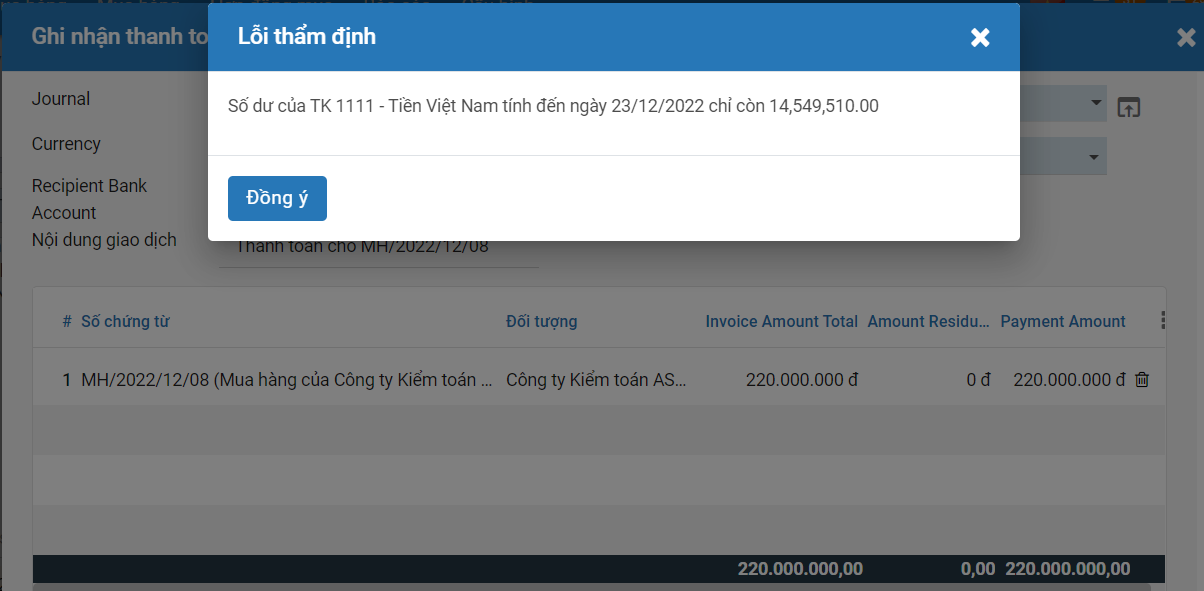 Ghi nhận thanh to
Lỗi thẩm định
Journal
Số dư của TK 1111 - Tiền Việt Nam tính đến ngày 23/12/2022 chỉ còn 14,549,510.00
Currency
Recipient Bank
Account
Đồng ý
Nội dung giao dịch
Thanh toán cho MH/2022/12/08
# Số chứng từ Đối tượng Invoice Amount Total Amount Residu... Payment Amount
1 MH/2022/12/08 (Mua hàng của Công ty Kiểm toán ... Công ty Kiểm toán AS... 220.000.000 đ 0 đ 220.000.000 đ
220.000.000,00 0,00 220.000.000,00